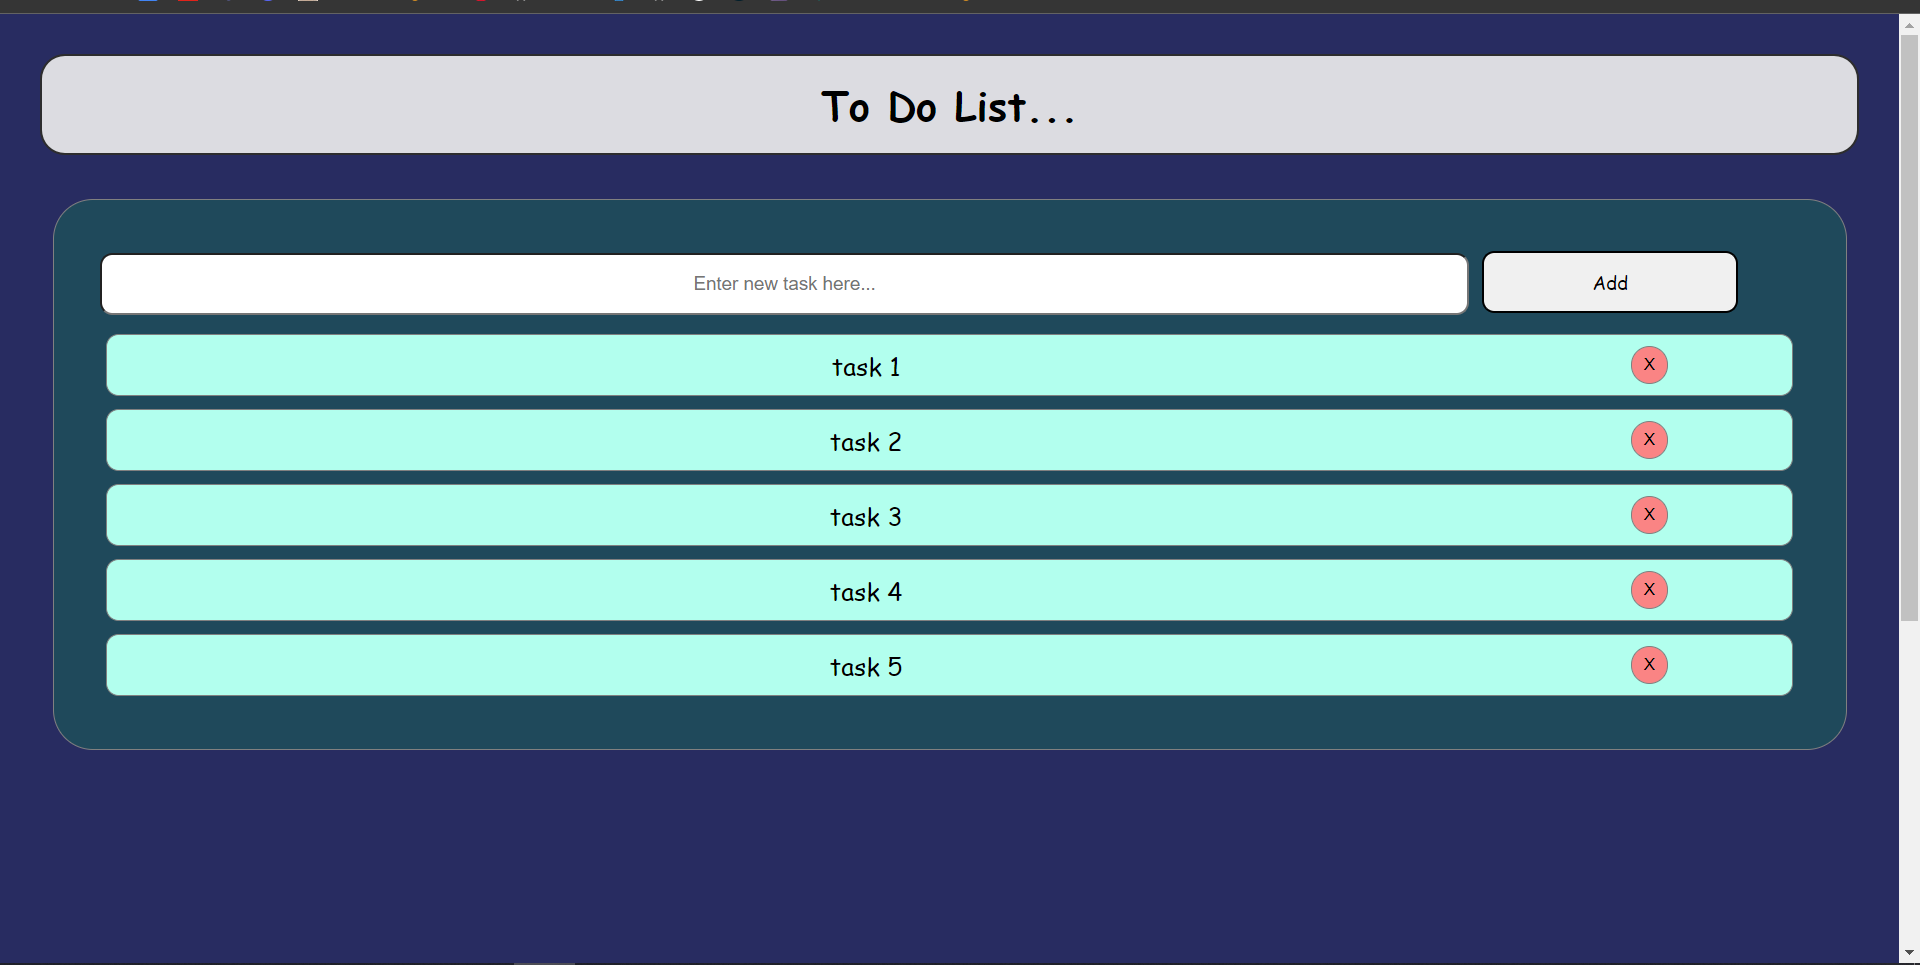 To Do List...
Enter new task here...
Add
task 1
X
task 2
X
task 3
X
task 4
X
task 5
X